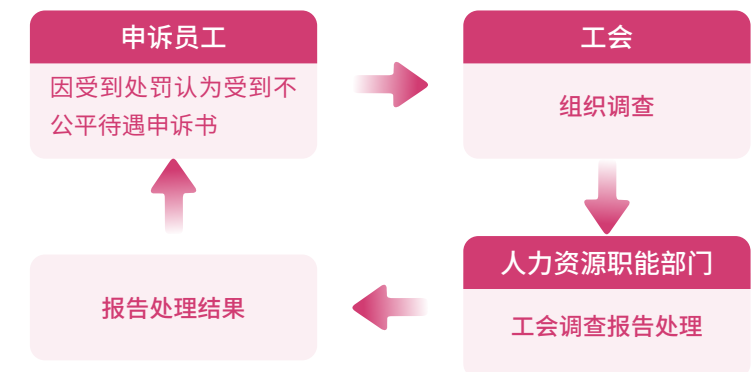 申诉员工
因受到处罚认为受到不
公平待遇申诉书
工会
组织调查
人力资源职能部门
工会调查报告处理
报告处理结果